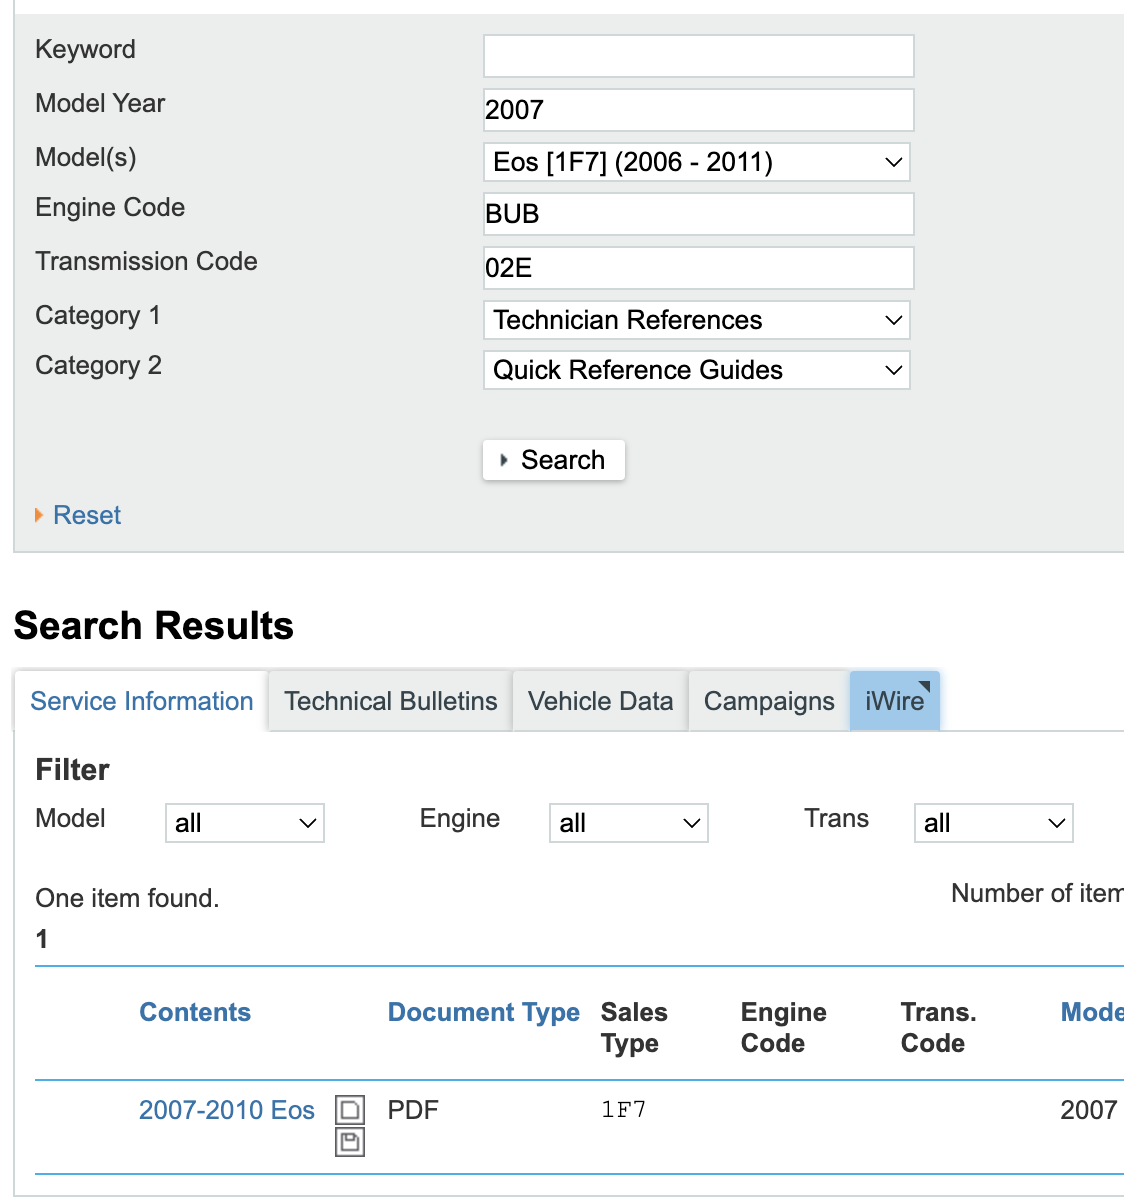 Keyword
Model Year 2007
Model(s) Eos [1F7] (2006 - 2011)
Engine Code BUB
Transmission Code 02E
Category 1 Technician References
Category 2 Quick Reference Guides
Search
Reset
Search Results
Service Information Technical Bulletins Vehicle Data Campaigns iWire
Filter
Model all Engine all Trans all
One item found. Number of item
1
Contents Document Type Sales Type Engine Code Trans. Code Mode
2007-2010 Eos PDF 1F7 2007